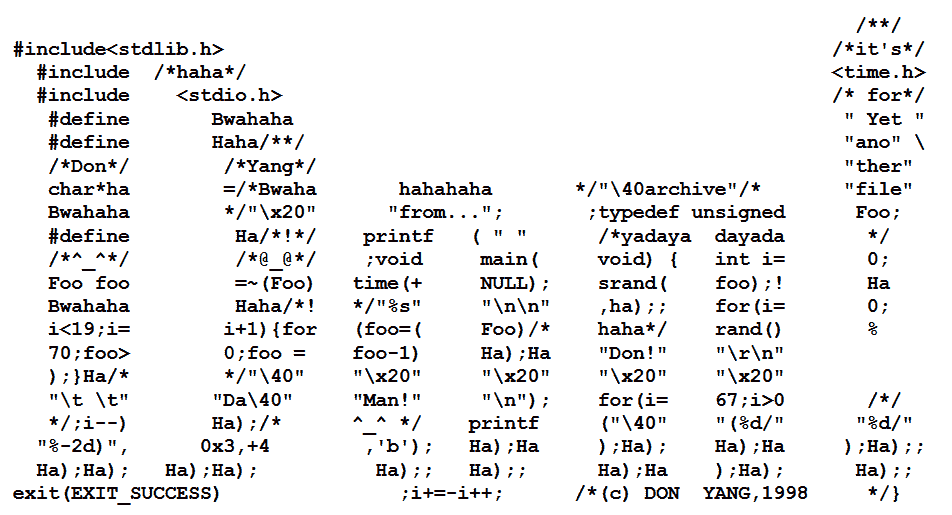 /**/
#include<stdlib.h> /*it's*/
#include /*haha*/ <time.h>
#include <stdio.h> /* for*/
#define Bwahaha " Yet "
#define Haha/**/ "ano" \
/*Don*/ /*Yang*/ "ther"
char*ha =/*Bwaha hahahaha */"\40archive"/* "file"
Bwahaha */"\x20" "from..."; ;typedef unsigned Foo;
#define Ha/*!*/ printf ( " " /*yadaya dayada */
/*^_^*/ /*@_@*/ ;void main( void) { int i= 0;
Foo foo =~(Foo) time(+ NULL); srand( foo);! Ha
Bwahaha Haha/*! */"%s" "\n\n" ,ha);; for(i= 0;
i<19;i= i+1){for (foo=( Foo)/* haha*/ rand() %
70;foo> 0;foo = foo-1) Ha);Ha "Don!" "\r\n"
);}Ha/* */"\40" "\x20" "\x20" "\x20" "\x20"
"\t \t" "Da\40" "Man!" "\n"); for(i= 67;i>0 /*/
*/;i--) Ha);/* ^_^ */ printf ("\40" "(%d/" "%d/"
"%-2d)", 0x3,+4 ,'b'); Ha);Ha );Ha); Ha);Ha );Ha);;
Ha);Ha); Ha);Ha); Ha);; Ha);; Ha);Ha );Ha); Ha);;
exit(EXIT_SUCCESS) ;i+=-i++; /*(c) DON YANG,1998 */}